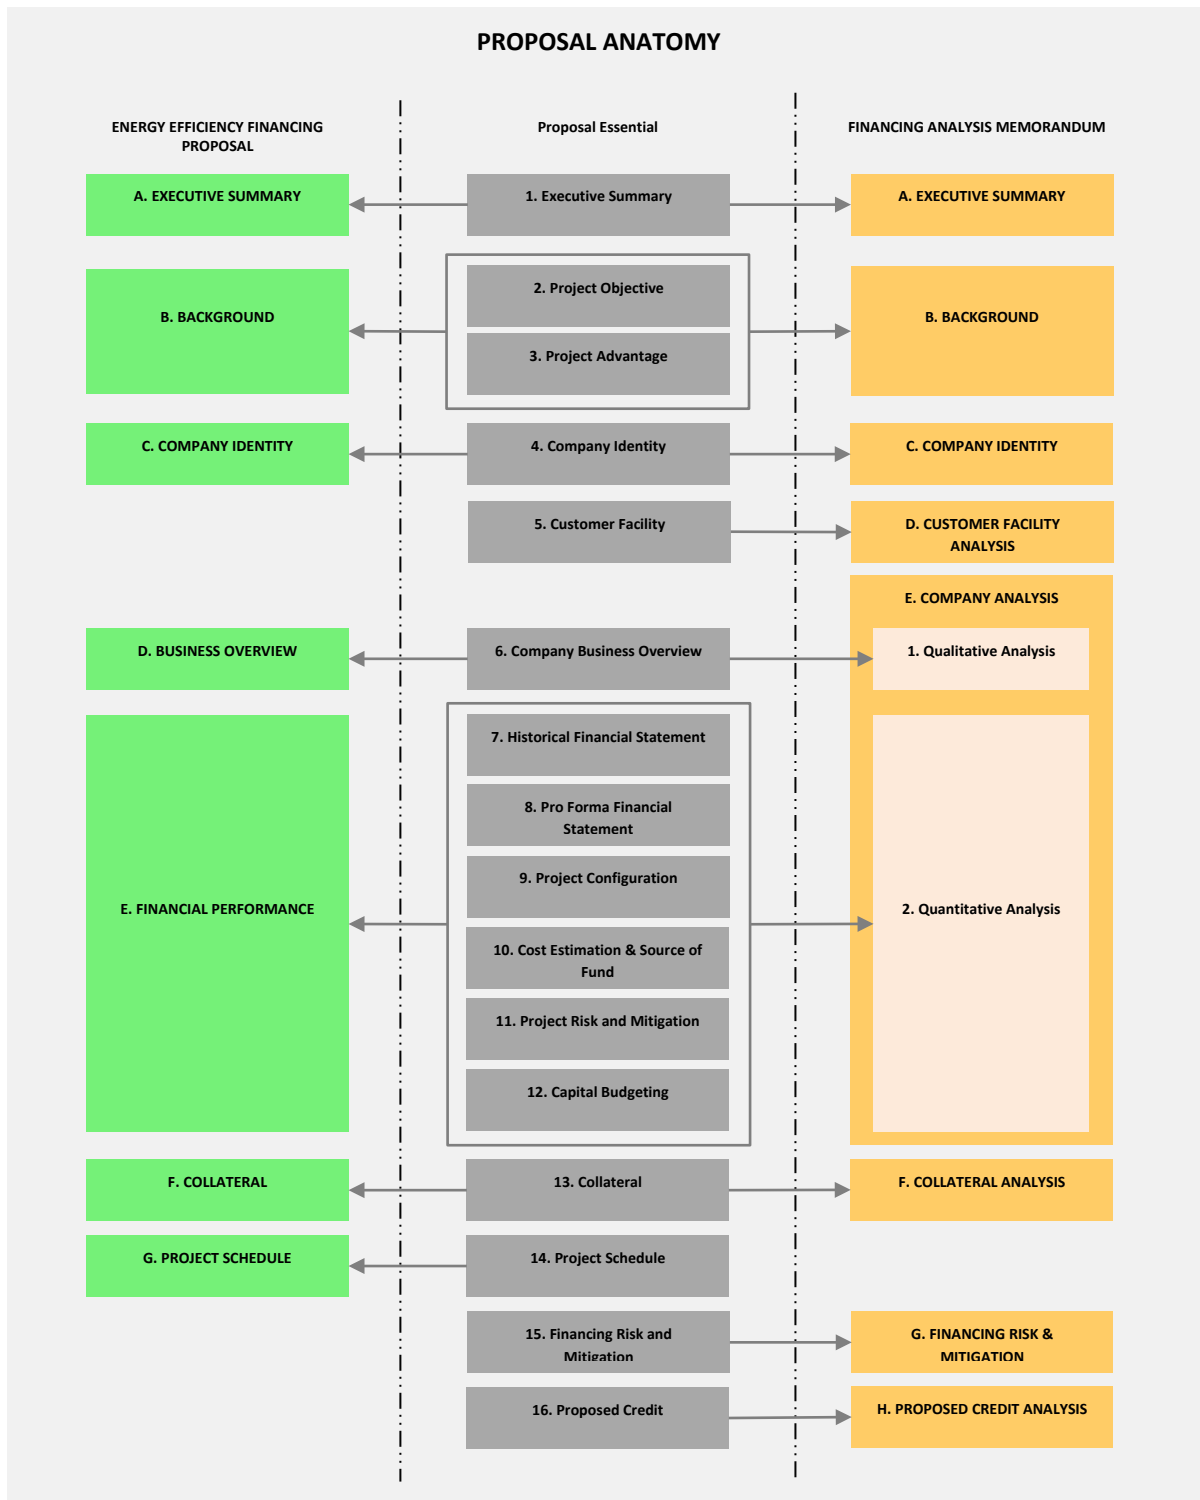 PROPOSAL ANATOMY
ENERGY EFFICIENCY FINANCING
PROPOSAL
Proposal Essential
FINANCING ANALYSIS MEMORANDUM
A. EXECUTIVE SUMMARY
1. Executive Summary
A. EXECUTIVE SUMMARY
B. BACKGROUND
2. Project Objective
3. Project Advantage
B. BACKGROUND
C. COMPANY IDENTITY
4. Company Identity
C. COMPANY IDENTITY
5. Customer Facility
D. CUSTOMER FACILITY
ANALYSIS
E. COMPANY ANALYSIS
D. BUSINESS OVERVIEW
6. Company Business Overview
1. Qualitative Analysis
E. FINANCIAL PERFORMANCE
7. Historical Financial Statement
8. Pro Forma Financial
Statement
9. Project Configuration
10. Cost Estimation & Source of
Fund
11. Project Risk and Mitigation
12. Capital Budgeting
2. Quantitative Analysis
F. COLLATERAL
13. Collateral
F. COLLATERAL ANALYSIS
G. PROJECT SCHEDULE
14. Project Schedule
15. Financing Risk and
Mitigation
G. FINANCING RISK &
MITIGATION
16. Proposed Credit
H. PROPOSED CREDIT ANALYSIS